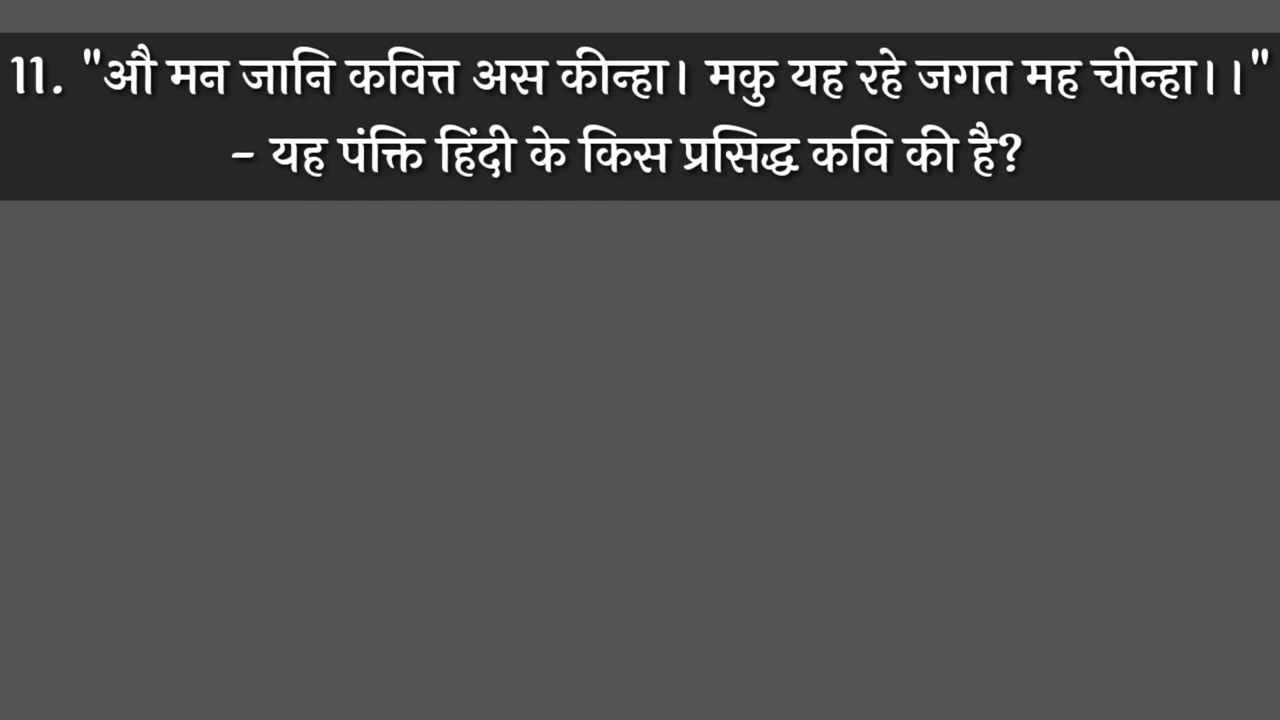 11. "औ मन जानि कवित्त अस कीन्हा। मकु यह रहे जगत मह चीन्हा।।"
- यह पंक्ति हिंदी के किस प्रसिद्ध कवि की है?